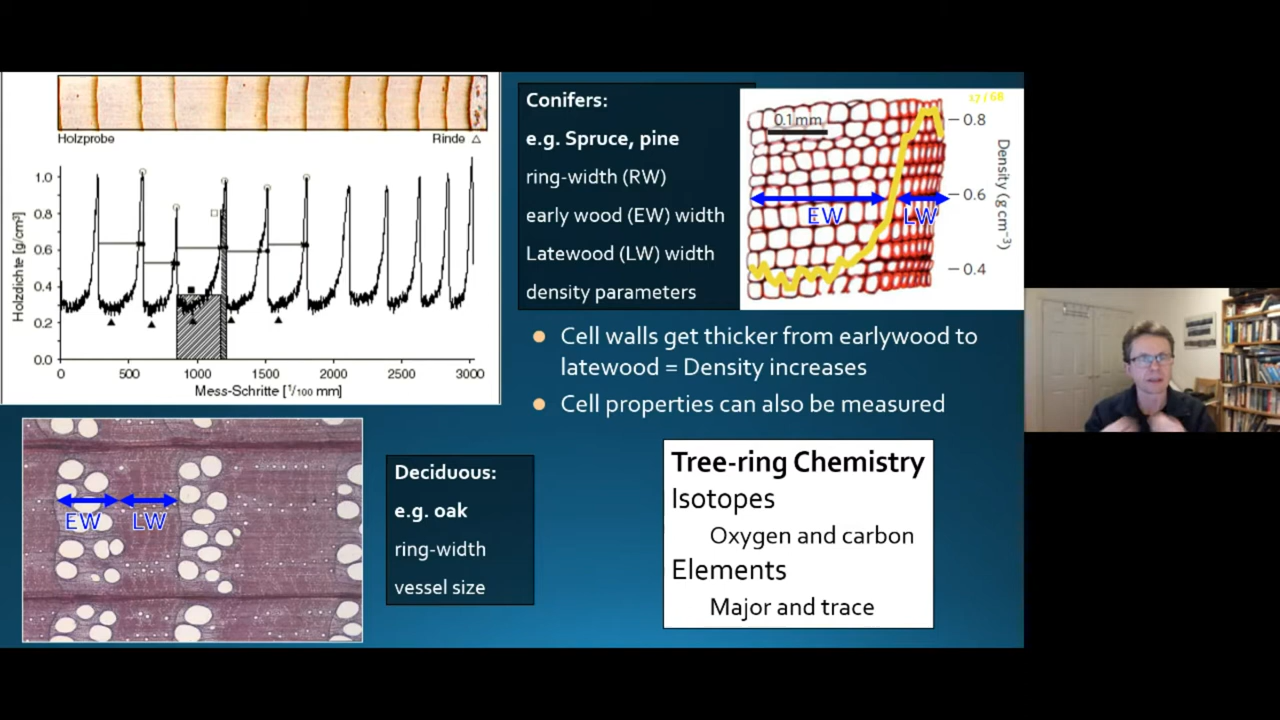 Holzprobe
Rinde △
Holzdichte [g/cm³]
1.0
0.8
0.6
0.4
0.2
0.0
0
500
1000
1500
2000
2500
3000
Mess-Schritte [1/100 mm]
Conifers:
e.g. Spruce, pine
ring-width (RW)
early wood (EW) width
Latewood (LW) width
density parameters
17 / 68
0.1 mm
EW
LW
0.8
0.6
0.4
Density (g cm⁻³)
Cell walls get thicker from earlywood to
latewood = Density increases
Cell properties can also be measured
EW
LW
Deciduous:
e.g. oak
ring-width
vessel size
Tree-ring Chemistry
Isotopes
Oxygen and carbon
Elements
Major and trace